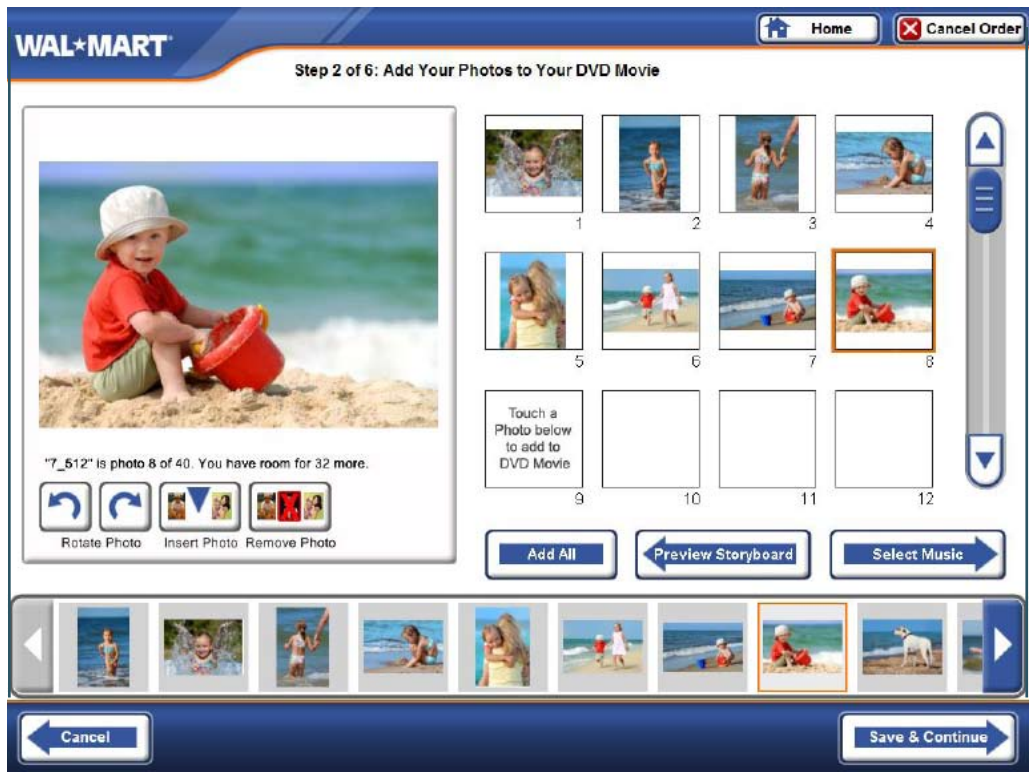 WAL★MART
Home
Cancel Order
Step 2 of 6: Add Your Photos to Your DVD Movie
1
2
3
4
5
6
7
8
Touch a
Photo below
to add to
DVD Movie
9
10
11
12
"7_512" is photo 8 of 40. You have room for 32 more.
Rotate Photo
Insert Photo
Remove Photo
Add All
Preview Storyboard
Select Music
Cancel
Save & Continue